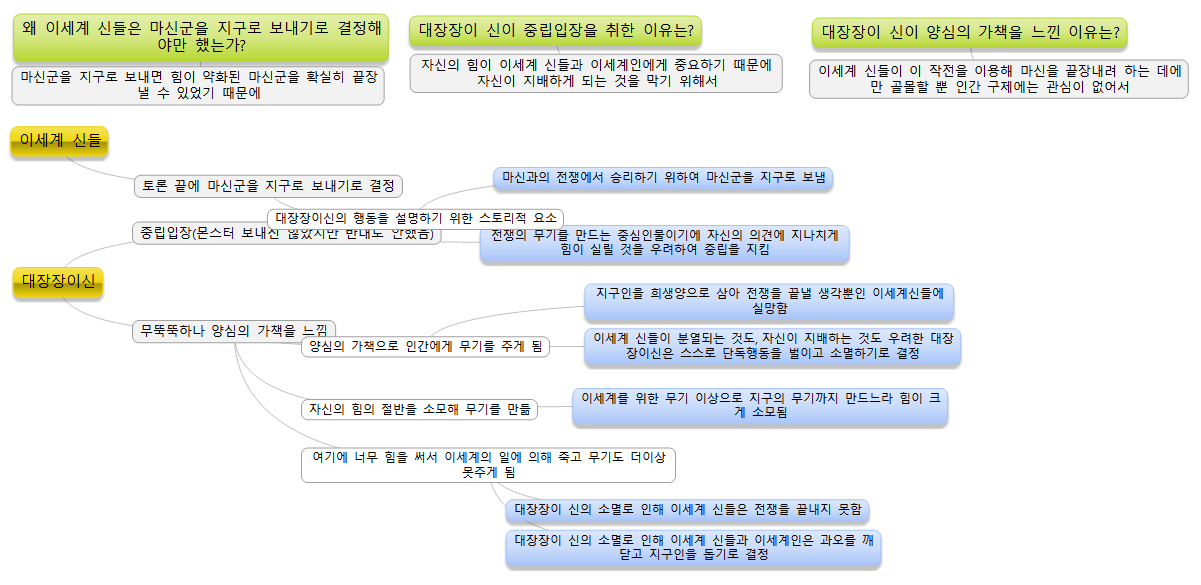 왜 이세계 신들은 마신군을 지구로 보내기로 결정해
야만 했는가?
마신군을 지구로 보내면 힘이 약화된 마신군을 확실히 끝장
낼 수 있었기 때문에
대장장이 신이 중립입장을 취한 이유는?
자신의 힘이 이세계 신들과 이세계인에게 중요하기 때문에
자신이 지배하게 되는 것을 막기 위해서
대장장이 신이 양심의 가책을 느낀 이유는?
이세계 신들이 이 작전을 이용해 마신을 끝장내려 하는 데에
만 골몰할 뿐 인간 구제에는 관심이 없어서
이세계 신들
토론 끝에 마신군을 지구로 보내기로 결정
마신과의 전쟁에서 승리하기 위하여 마신군을 지구로 보냄
대장장이신의 행동을 설명하기 위한 스토리적 요소
중립입장(몬스터 보내진 않았지만 반대도 안했음)
전쟁의 무기를 만드는 중심인물이기에 자신의 의견에 지나치게
힘이 실릴 것을 우려하여 중립을 지킴
대장장이신
지구인을 희생양으로 삼아 전쟁을 끝낼 생각뿐인 이세계신들에
실망함
무뚝뚝하나 양심의 가책을 느낌
양심의 가책으로 인간에게 무기를 주게 됨
이세계 신들이 분열되는 것도, 자신이 지배하는 것도 우려한 대장
장이신은 스스로 단독행동을 벌이고 소멸하기로 결정
자신의 힘의 절반을 소모해 무기를 만듦
이세계를 위한 무기 이상으로 지구의 무기까지 만드느라 힘이 크
게 소모됨
여기에 너무 힘을 써서 이세계의 일에 의해 죽고 무기도 더이상
못주게 됨
대장장이 신의 소멸로 인해 이세계 신들은 전쟁을 끝내지 못함
대장장이 신의 소멸로 인해 이세계 신들과 이세계인은 과오를 깨
닫고 지구인을 돕기로 결정